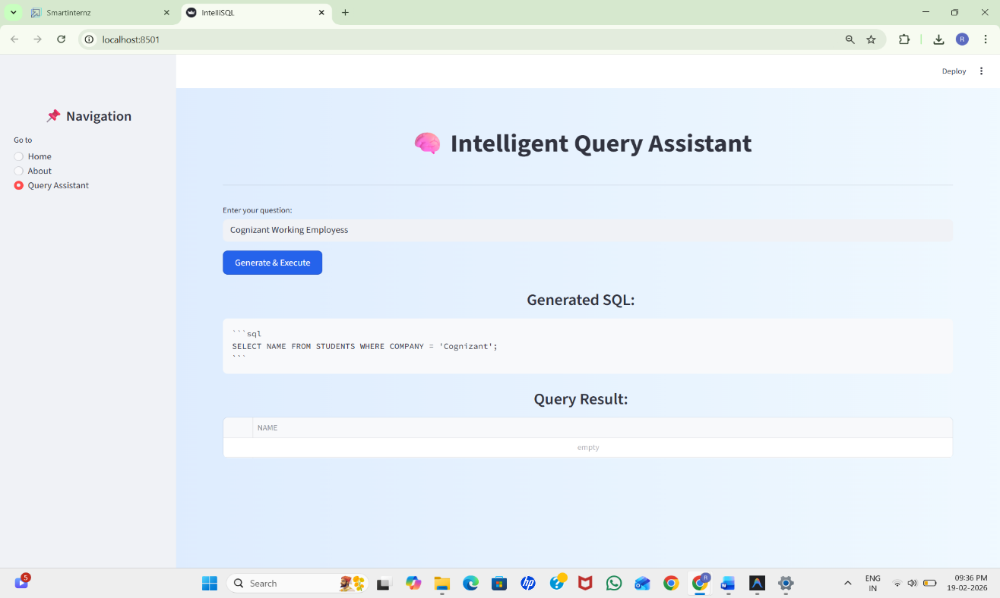 Smartinternz
IntelliSQL
localhost:8501
R
Deploy
📌 Navigation
Go to
Home
About
Query Assistant
🧠 Intelligent Query Assistant
Enter your question:
Cognizant Working Employess
Generate & Execute
Generated SQL:
```sql
SELECT NAME FROM STUDENTS WHERE COMPANY = 'Cognizant';
```
Query Result:
NAME
empty
5
Search
hp
R
W
ENG
IN
09:36 PM
19-02-2026